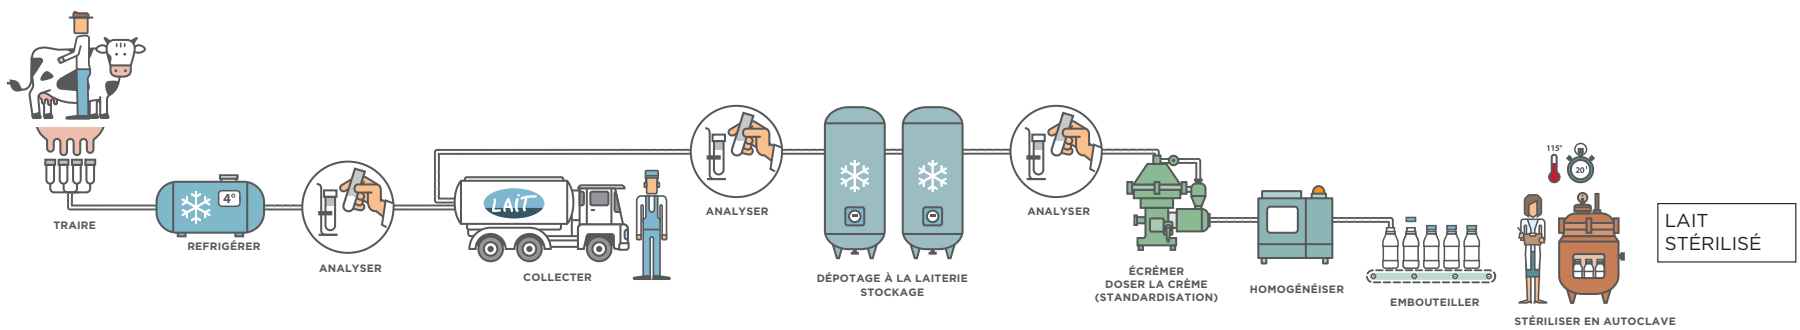 TRAIRE
4°
REFRIGÉRER
ANALYSER
LAIT
COLLECTER
ANALYSER
DÉPOTAGE À LA LAITERIE
STOCKAGE
ANALYSER
ÉCRÉMER
DOSER LA CRÈME
(STANDARDISATION)
HOMOGÉNÉISER
EMBOUTEILLER
115°
20'
STÉRILISER EN AUTOCLAVE
LAIT
STÉRILISÉ